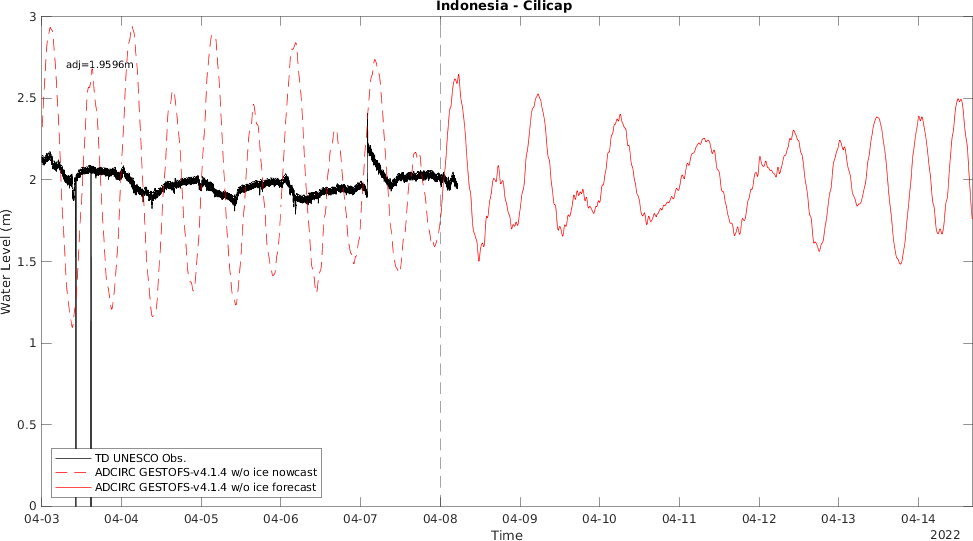 Indonesia - Cilicap
adj=1.9596m
Water Level (m)
3
2.5
2
1.5
1
0.5
0
TD UNESCO Obs.
ADCIRC GESTOFS-v4.1.4 w/o ice nowcast
ADCIRC GESTOFS-v4.1.4 w/o ice forecast
04-03 04-04 04-05 04-06 04-07 04-08 04-09 04-10 04-11 04-12 04-13 04-14
Time
2022